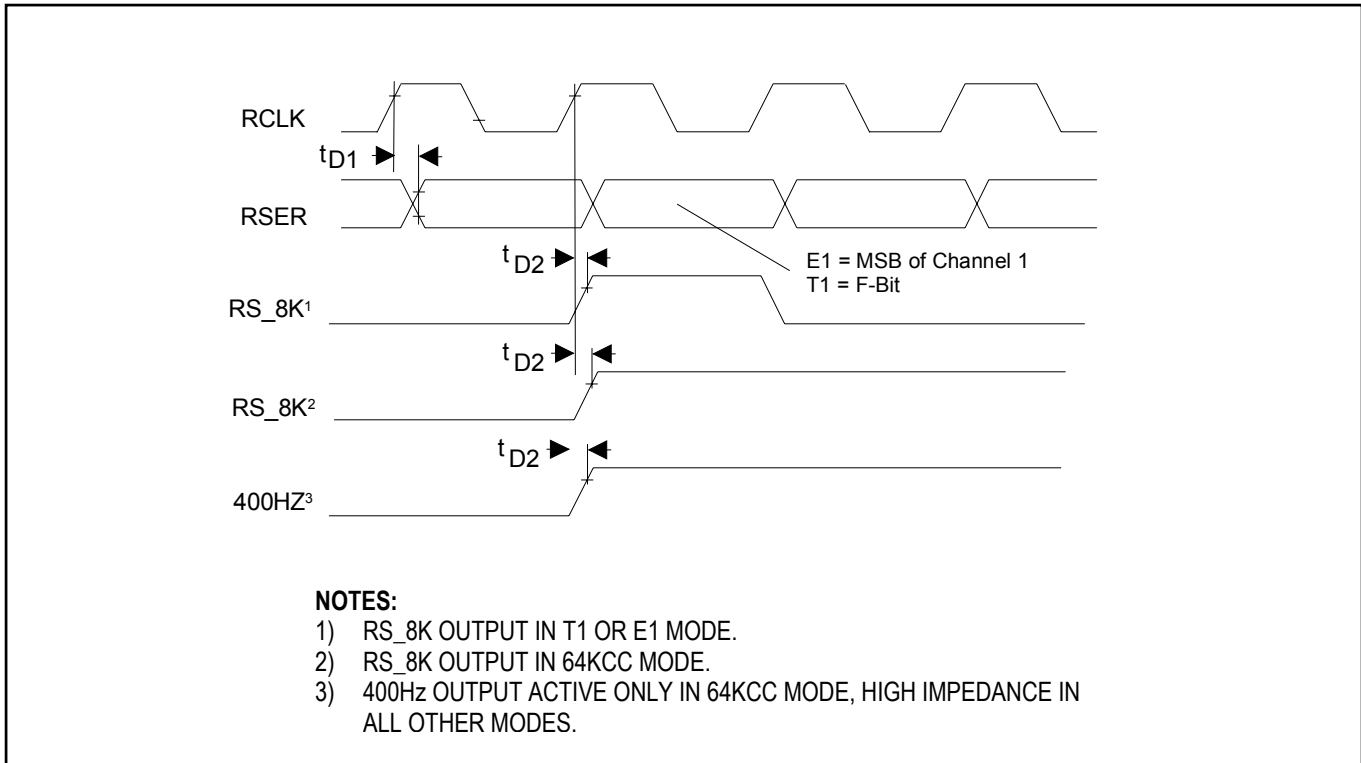 RCLK
tD1
RSER
tD2
E1 = MSB of Channel 1
T1 = F-Bit
RS_8K¹
tD2
RS_8K²
tD2
400HZ³
NOTES:
1) RS_8K OUTPUT IN T1 OR E1 MODE.
2) RS_8K OUTPUT IN 64KCC MODE.
3) 400Hz OUTPUT ACTIVE ONLY IN 64KCC MODE, HIGH IMPEDANCE IN
ALL OTHER MODES.